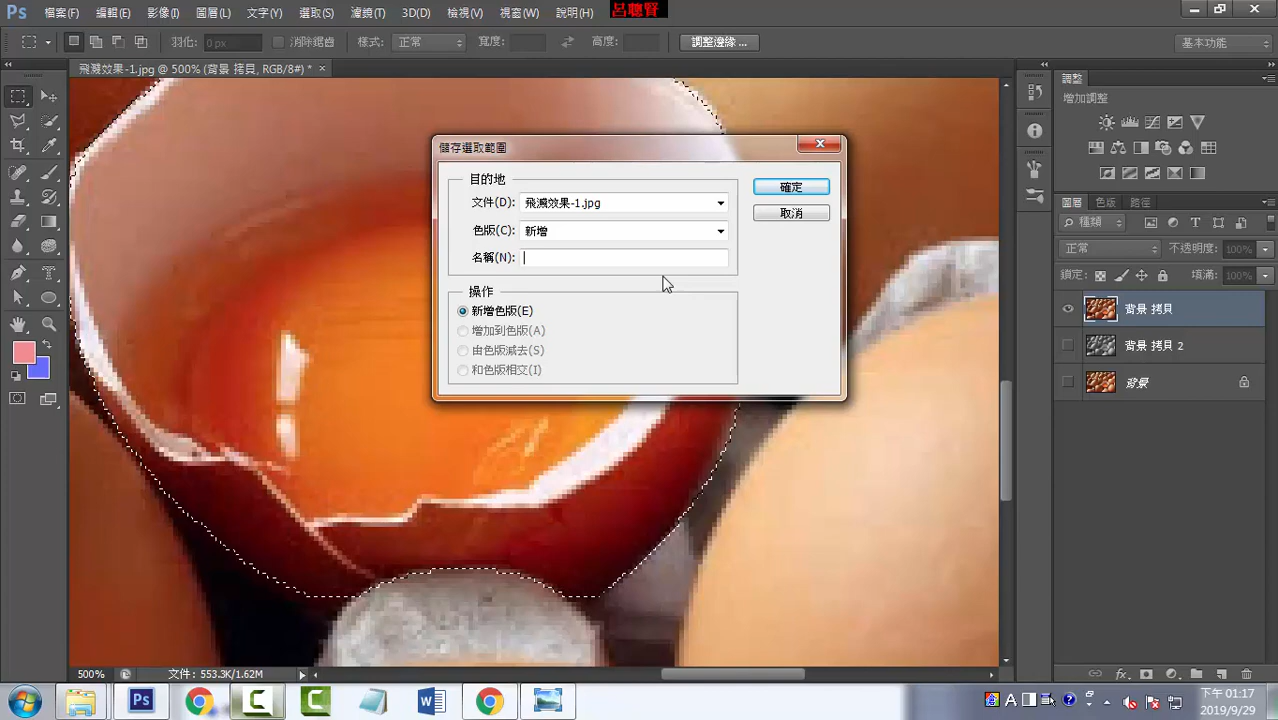 Ps 檔案(F) 編輯(E) 影像(I) 圖層(L) 文字(Y) 選取(S) 濾鏡(T) 3D(D) 檢視(V) 視窗(W) 說明(H) 呂聰賢
羽化: 0 px 消除鋸齒 樣式: 正常 寬度: 高度: 調整邊緣... 基本功能
飛濺效果-1.jpg @ 500% (背景 拷貝, RGB/8#) * ×
儲存選取範圍
目的地
文件(D): 飛濺效果-1.jpg
色版(C): 新增
名稱(N):
確定
取消
操作
新增色版(E)
增加到色版(A)
由色版減去(S)
和色版相交(I)
調整
增加調整
圖層 色版 路徑
種類
正常 不透明度: 100%
鎖定: 填滿: 100%
背景 拷貝
背景 拷貝 2
背景
500% 文件: 553.3K/1.62M
下午 01:17
2019/9/29